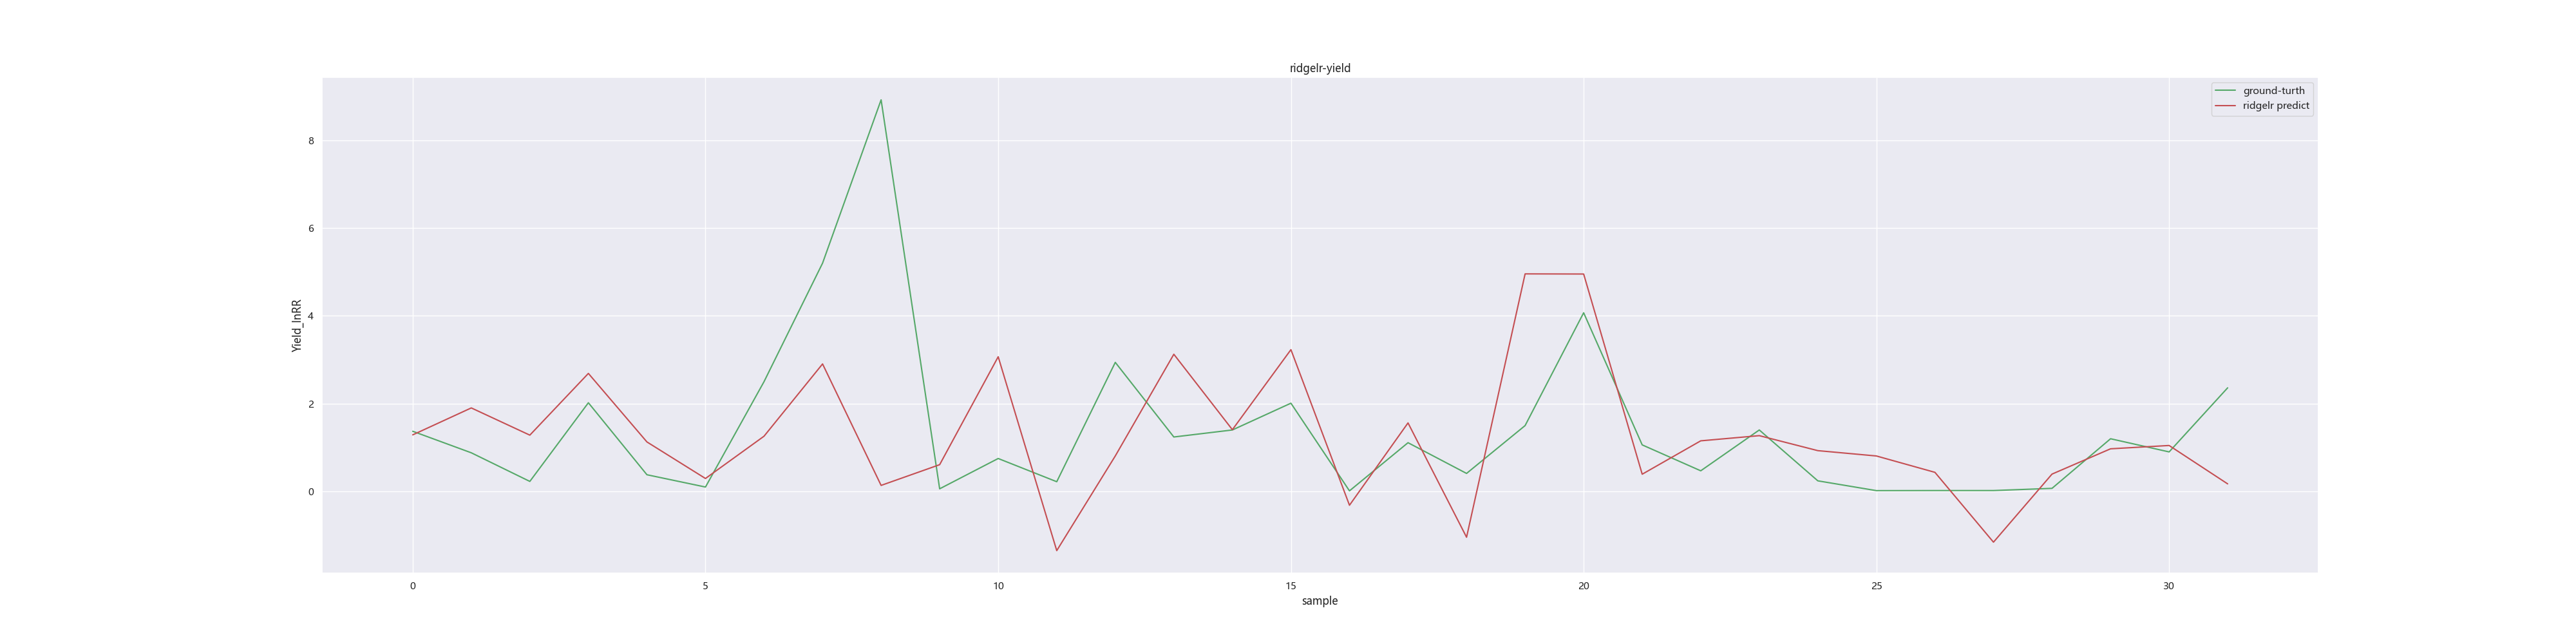 ridgelr-yield
ground-turth
ridgelr predict
8
6
4
2
0
Yield_lnRR
0 5 10 15 20 25 30
sample